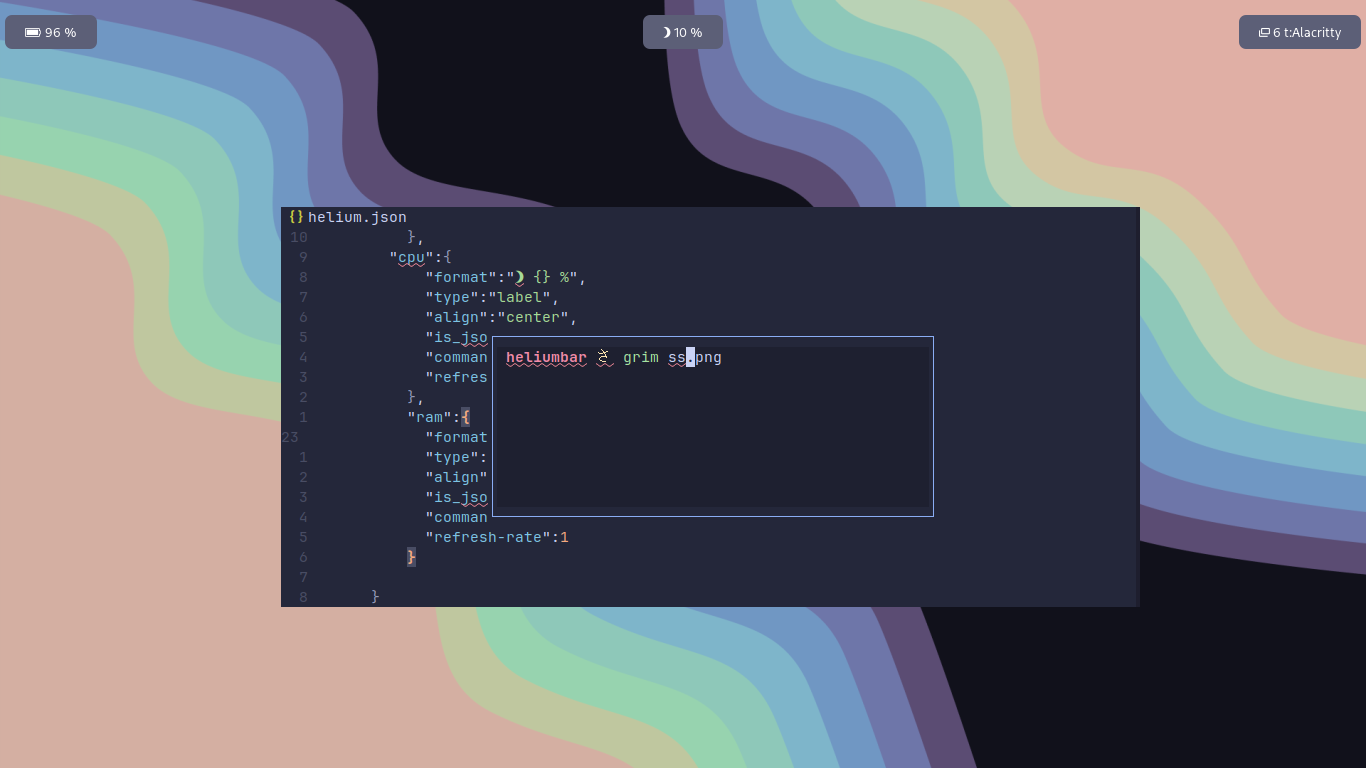 96 %
10 %
6 t:Alacritty
{} helium.json
10 },
9 "cpu":{
8 "format":" {} %",
7 "type":"label",
6 "align":"center",
5 "is_jso
4 "comman
3 "refres
2 },
1 "ram":{
23 "format
1 "type":
2 "align"
3 "is_jso
4 "comman
5 "refresh-rate":1
6 }
7
8 }
heliumbar grim ss.png